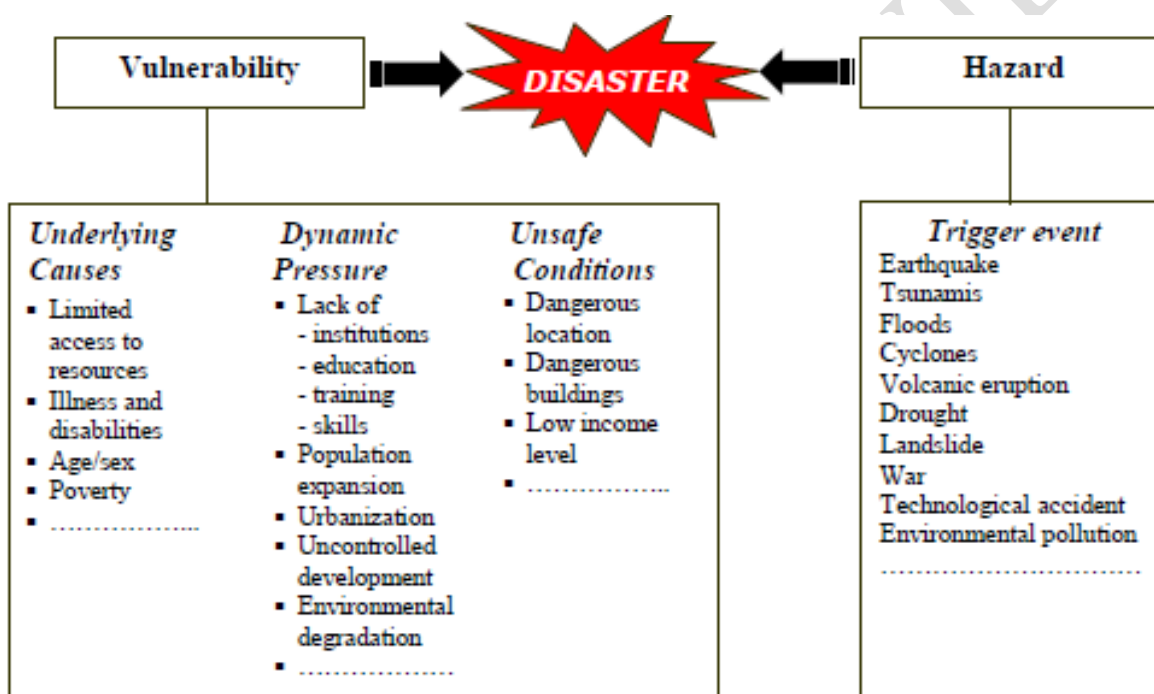 Vulnerability
DISASTER
Hazard
Underlying
Causes
▪ Limited
access to
resources
▪ Illness and
disabilities
▪ Age/sex
▪ Poverty
▪ ………………...
Dynamic
Pressure
▪ Lack of
- institutions
- education
- training
- skills
▪ Population
expansion
▪ Urbanization
▪ Uncontrolled
development
▪ Environmental
degradation
▪ ………………
Unsafe
Conditions
▪ Dangerous
location
▪ Dangerous
buildings
▪ Low income
level
▪ ……………..
Trigger event
Earthquake
Tsunamis
Floods
Cyclones
Volcanic eruption
Drought
Landslide
War
Technological accident
Environmental pollution
…………………………